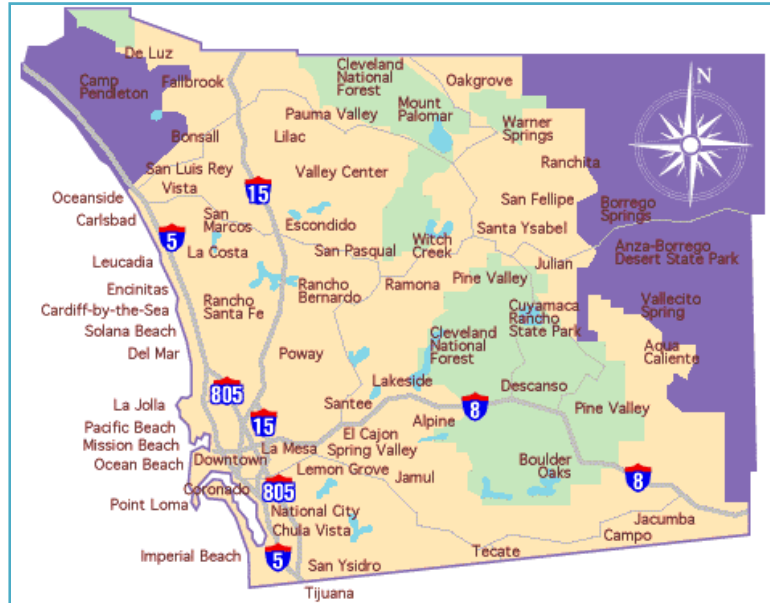 De Luz
Camp
Pendleton
Fallbrook
Cleveland
National
Forest
Oakgrove
N
Mount
Palomar
Pauma Valley
Warner
Springs
Bonsall
Lilac
Ranchita
San Luis Rey
Valley Center
Vista
15
Oceanside
San Fellipe
Borrego
Springs
Carlsbad
San
Marcos
Escondido
Santa Ysabel
5
Witch
Creek
La Costa
San Pasqual
Anza-Borrego
Desert State Park
Leucadia
Julian
Pine Valley
Encinitas
Rancho
Bernardo
Ramona
Vallecito
Spring
Cardiff-by-the-Sea
Rancho
Santa Fe
Cuyamaca
Rancho
State Park
Solana Beach
Cleveland
National
Forest
Del Mar
Poway
Aqua
Caliente
Lakeside
Descanso
805
La Jolla
Santee
8
Pine Valley
15
Pacific Beach
Alpine
El Cajon
Mission Beach
La Mesa
Spring Valley
Ocean Beach
Downtown
Lemon Grove
Jamul
Boulder
Oaks
8
Coronado
805
Point Loma
National City
Jacumba
Chula Vista
Campo
Imperial Beach
5
Tecate
San Ysidro
Tijuana